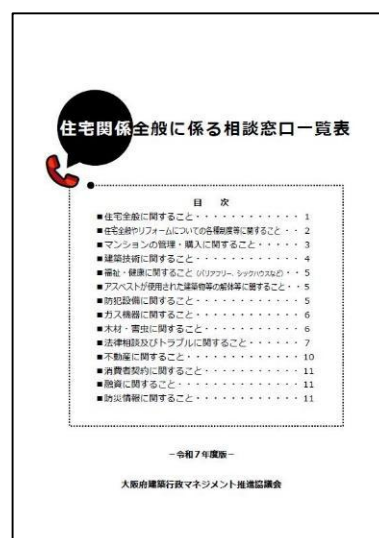 住宅関係全般に係る相談窓口一覧表
目　次
■住宅全般に関すること・・・・・・・・・・・・ 1
■住宅全般やリフォームについての各種制度等に関すること・・ 2
■マンションの管理・購入に関すること・・・・・ 3
■建築技術に関すること・・・・・・・・・・・・ 4
■福祉・健康に関すること（バリアフリー、シックハウスなど）・・ 5
■アスベストが使用された建築物等の解体等に関すること・・ 5
■防犯設備に関すること・・・・・・・・・・・・ 5
■ガス機器に関すること・・・・・・・・・・・・ 6
■木材・害虫に関すること・・・・・・・・・・・ 6
■法律相談及びトラブルに関すること・・・・・・ 7
■不動産に関すること・・・・・・・・・・・・・ 10
■消費者契約に関すること・・・・・・・・・・・ 11
■融資に関すること・・・・・・・・・・・・・・ 11
■防災情報に関すること・・・・・・・・・・・・ 11
－令和７年度版－
大阪府建築行政マネジメント推進協議会